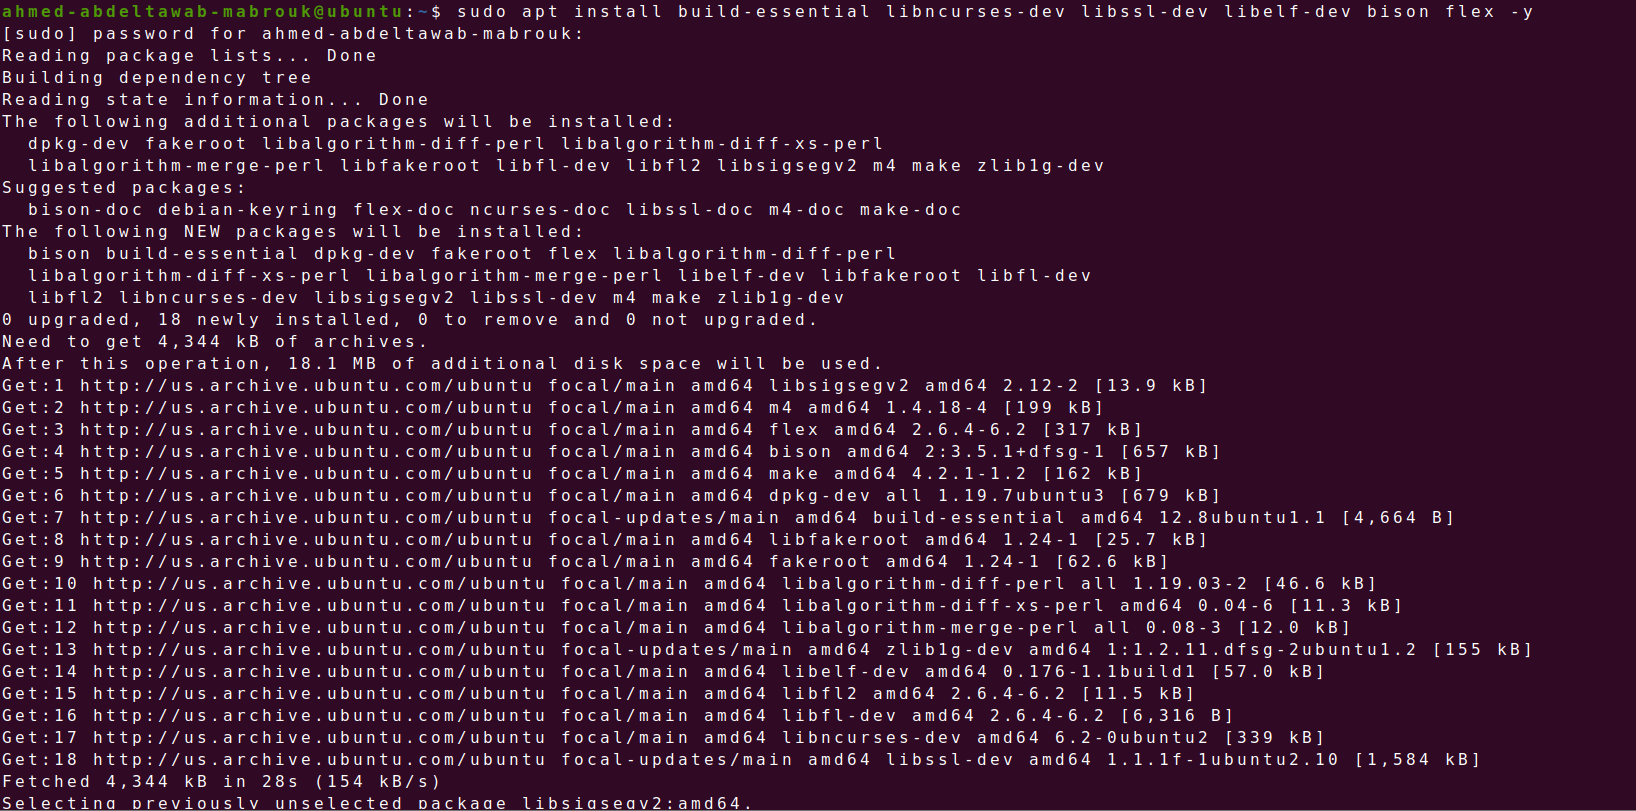 ahmed-abdeltawab-mabrouk@ubuntu:~$ sudo apt install build-essential libncurses-dev libssl-dev libelf-dev bison flex -y
[sudo] password for ahmed-abdeltawab-mabrouk:
Reading package lists... Done
Building dependency tree
Reading state information... Done
The following additional packages will be installed:
  dpkg-dev fakeroot libalgorithm-diff-perl libalgorithm-diff-xs-perl
  libalgorithm-merge-perl libfakeroot libfl-dev libfl2 libsigsegv2 m4 make zlib1g-dev
Suggested packages:
  bison-doc debian-keyring flex-doc ncurses-doc libssl-doc m4-doc make-doc
The following NEW packages will be installed:
  bison build-essential dpkg-dev fakeroot flex libalgorithm-diff-perl
  libalgorithm-diff-xs-perl libalgorithm-merge-perl libelf-dev libfakeroot libfl-dev
  libfl2 libncurses-dev libsigsegv2 libssl-dev m4 make zlib1g-dev
0 upgraded, 18 newly installed, 0 to remove and 0 not upgraded.
Need to get 4,344 kB of archives.
After this operation, 18.1 MB of additional disk space will be used.
Get:1 http://us.archive.ubuntu.com/ubuntu focal/main amd64 libsigsegv2 amd64 2.12-2 [13.9 kB]
Get:2 http://us.archive.ubuntu.com/ubuntu focal/main amd64 m4 amd64 1.4.18-4 [199 kB]
Get:3 http://us.archive.ubuntu.com/ubuntu focal/main amd64 flex amd64 2.6.4-6.2 [317 kB]
Get:4 http://us.archive.ubuntu.com/ubuntu focal/main amd64 bison amd64 2:3.5.1+dfsg-1 [657 kB]
Get:5 http://us.archive.ubuntu.com/ubuntu focal/main amd64 make amd64 4.2.1-1.2 [162 kB]
Get:6 http://us.archive.ubuntu.com/ubuntu focal/main amd64 dpkg-dev all 1.19.7ubuntu3 [679 kB]
Get:7 http://us.archive.ubuntu.com/ubuntu focal-updates/main amd64 build-essential amd64 12.8ubuntu1.1 [4,664 B]
Get:8 http://us.archive.ubuntu.com/ubuntu focal/main amd64 libfakeroot amd64 1.24-1 [25.7 kB]
Get:9 http://us.archive.ubuntu.com/ubuntu focal/main amd64 fakeroot amd64 1.24-1 [62.6 kB]
Get:10 http://us.archive.ubuntu.com/ubuntu focal/main amd64 libalgorithm-diff-perl all 1.19.03-2 [46.6 kB]
Get:11 http://us.archive.ubuntu.com/ubuntu focal/main amd64 libalgorithm-diff-xs-perl amd64 0.04-6 [11.3 kB]
Get:12 http://us.archive.ubuntu.com/ubuntu focal/main amd64 libalgorithm-merge-perl all 0.08-3 [12.0 kB]
Get:13 http://us.archive.ubuntu.com/ubuntu focal-updates/main amd64 zlib1g-dev amd64 1:1.2.11.dfsg-2ubuntu1.2 [155 kB]
Get:14 http://us.archive.ubuntu.com/ubuntu focal/main amd64 libelf-dev amd64 0.176-1.1build1 [57.0 kB]
Get:15 http://us.archive.ubuntu.com/ubuntu focal/main amd64 libfl2 amd64 2.6.4-6.2 [11.5 kB]
Get:16 http://us.archive.ubuntu.com/ubuntu focal/main amd64 libfl-dev amd64 2.6.4-6.2 [6,316 B]
Get:17 http://us.archive.ubuntu.com/ubuntu focal/main amd64 libncurses-dev amd64 6.2-0ubuntu2 [339 kB]
Get:18 http://us.archive.ubuntu.com/ubuntu focal-updates/main amd64 libssl-dev amd64 1.1.1f-1ubuntu2.10 [1,584 kB]
Fetched 4,344 kB in 28s (154 kB/s)
Selecting previously unselected package libsigsegv2:amd64.